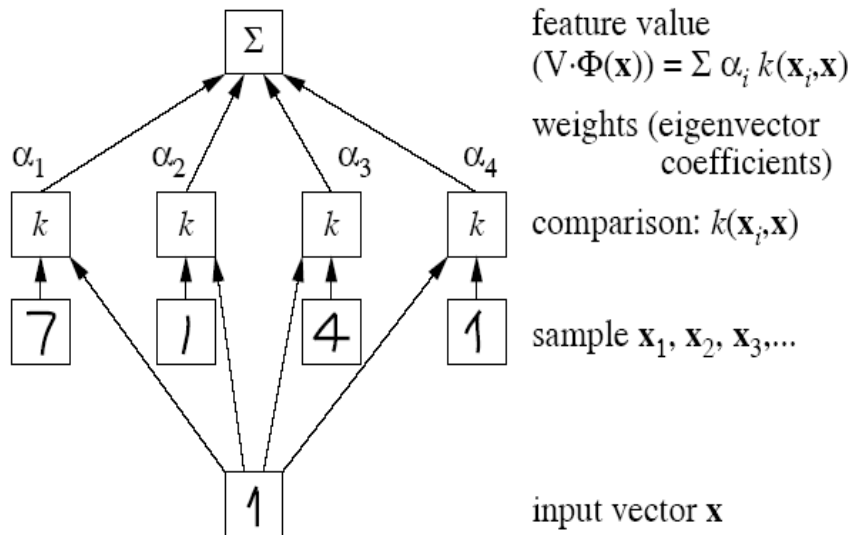 Σ
feature value
(V·Φ(x)) = Σ αᵢ k(xᵢ,x)
weights (eigenvector
coefficients)
α₁ α₂ α₃ α₄
k k k k
comparison: k(xᵢ,x)
7 1 4 1
sample x₁, x₂, x₃,...
1
input vector x